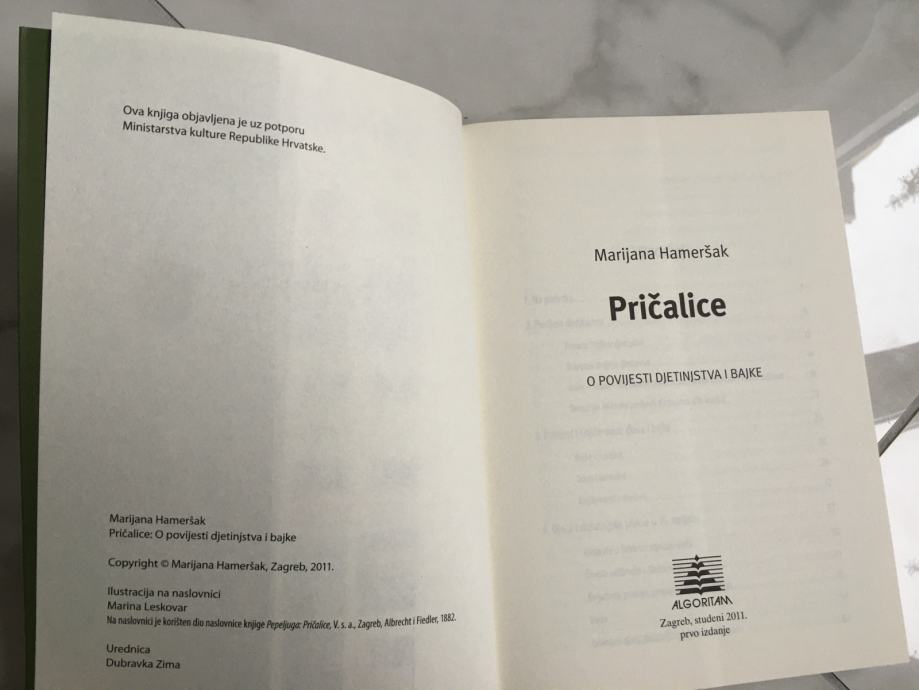 Ova knjiga objavljena je uz potporu
Ministarstva kulture Republike Hrvatske.
Marijana Hameršak
Pričalice: O povijesti djetinjstva i bajke
Copyright © Marijana Hameršak, Zagreb, 2011.
Ilustracija na naslovnici
Marina Leskovar
Na naslovnici je korišten dio naslovnice knjige Pepeljuga: Pričalice, V. s. a., Zagreb, Albrecht i Fiedler, 1882.
Urednica
Dubravka Zima
Marijana Hameršak
Pričalice
O POVIJESTI DJETINJSTVA I BAJKE
ALGORITAM
Zagreb, studeni 2011.
prvo izdanje